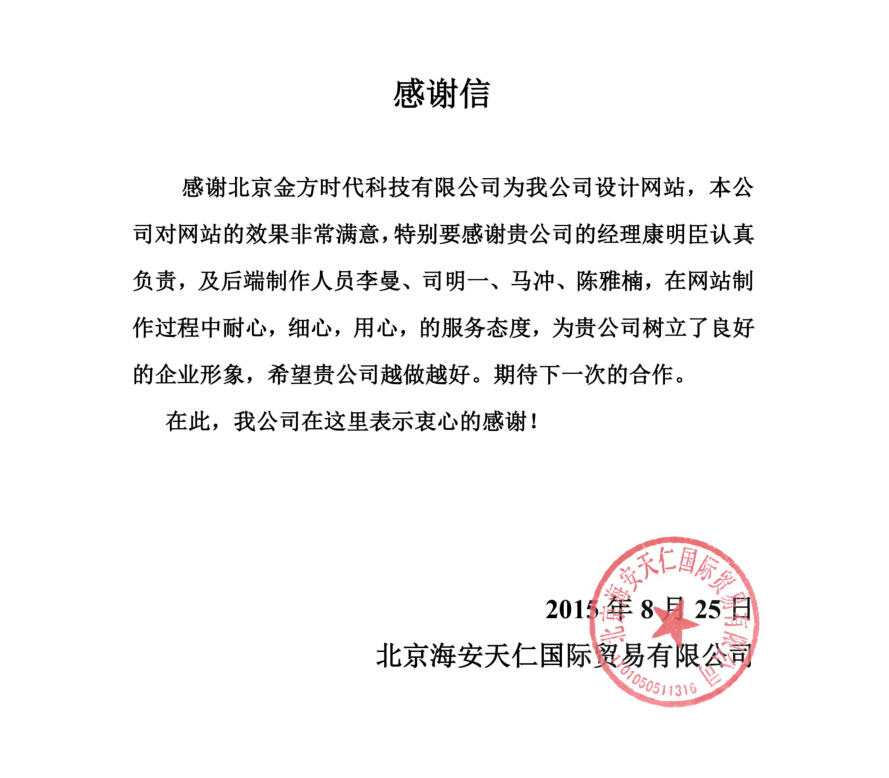 感谢信
感谢北京金方时代科技有限公司为我公司设计网站，本公
司对网站的效果非常满意，特别要感谢贵公司的经理康明臣认真
负责，及后端制作人员李曼、司明一、马冲、陈雅楠，在网站制
作过程中耐心，细心，用心，的服务态度，为贵公司树立了良好
的企业形象，希望贵公司越做越好。期待下一次的合作。
在此，我公司在这里表示衷心的感谢！
2015年8月25日
北京海安天仁国际贸易有限公司
北京海安天仁国际贸易有限公司